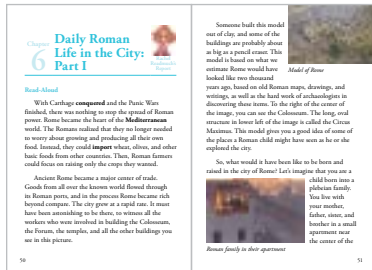 Chapter
6
Daily Roman
Life in the City:
Part I
Read-Aloud
With Carthage conquered and the Punic Wars
finished, there was nothing to stop the spread of Roman
power. Rome became the heart of the Mediterranean
world. The Romans realized that they no longer needed
to worry about growing and producing all their own
food. Instead, they could import wheat, olives, and other
basic foods from other countries. Then, Roman farmers
could focus on raising only the crops they wanted.
Ancient Rome became a major center of trade.
Goods from all over the known world flowed through
its Roman ports, and in the process Rome became rich
beyond compare. The city grew at a rapid rate. It must
have been astonishing to be there, to witness all the
workers who were involved in building the Colosseum,
the Forum, the temples, and all the other buildings you
see in this picture.
50
Someone built this model
out of clay, and some of the
buildings are probably about
as big as a pencil eraser. This
model is based on what we
estimate Rome would have
looked like two thousand
Model of Rome
years ago, based on old Roman maps, drawings, and
writings, as well as the hard work of archaeologists in
discovering these items. To the right of the center of
the image, you can see the Colosseum. The long, oval
structure in lower left of the image is called the Circus
Maximus. This model gives you a good idea of some of
the places a Roman child might have seen as he or she
explored the city.
So, what would it have been like to be born and
raised in the city of Rome? Let's imagine that you are a
child born into a
plebeian family.
You live with
your mother,
father, sister, and
brother in a small
apartment near
the center of the
Roman family in their apartment
51